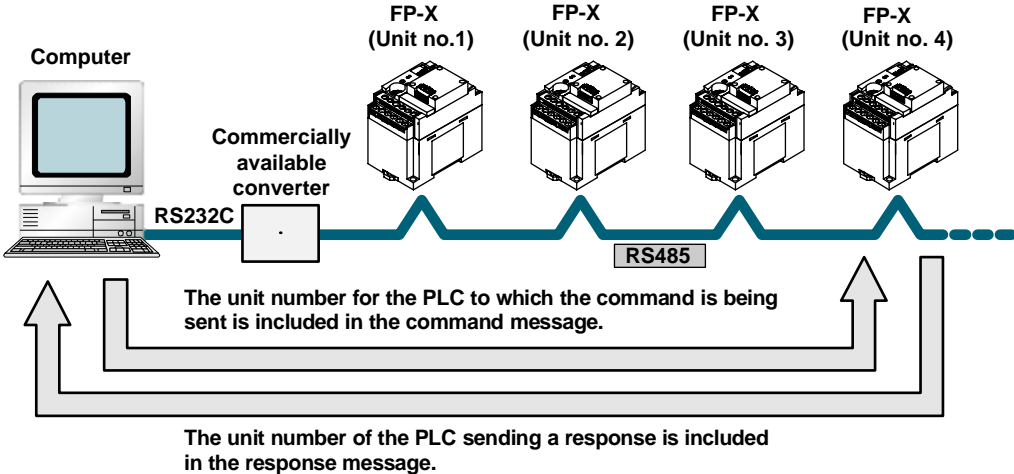 FP-X
(Unit no.1)
FP-X
(Unit no. 2)
FP-X
(Unit no. 3)
FP-X
(Unit no. 4)
Computer
Commercially
available
converter
RS232C
RS485
The unit number for the PLC to which the command is being
sent is included in the command message.
The unit number of the PLC sending a response is included
in the response message.